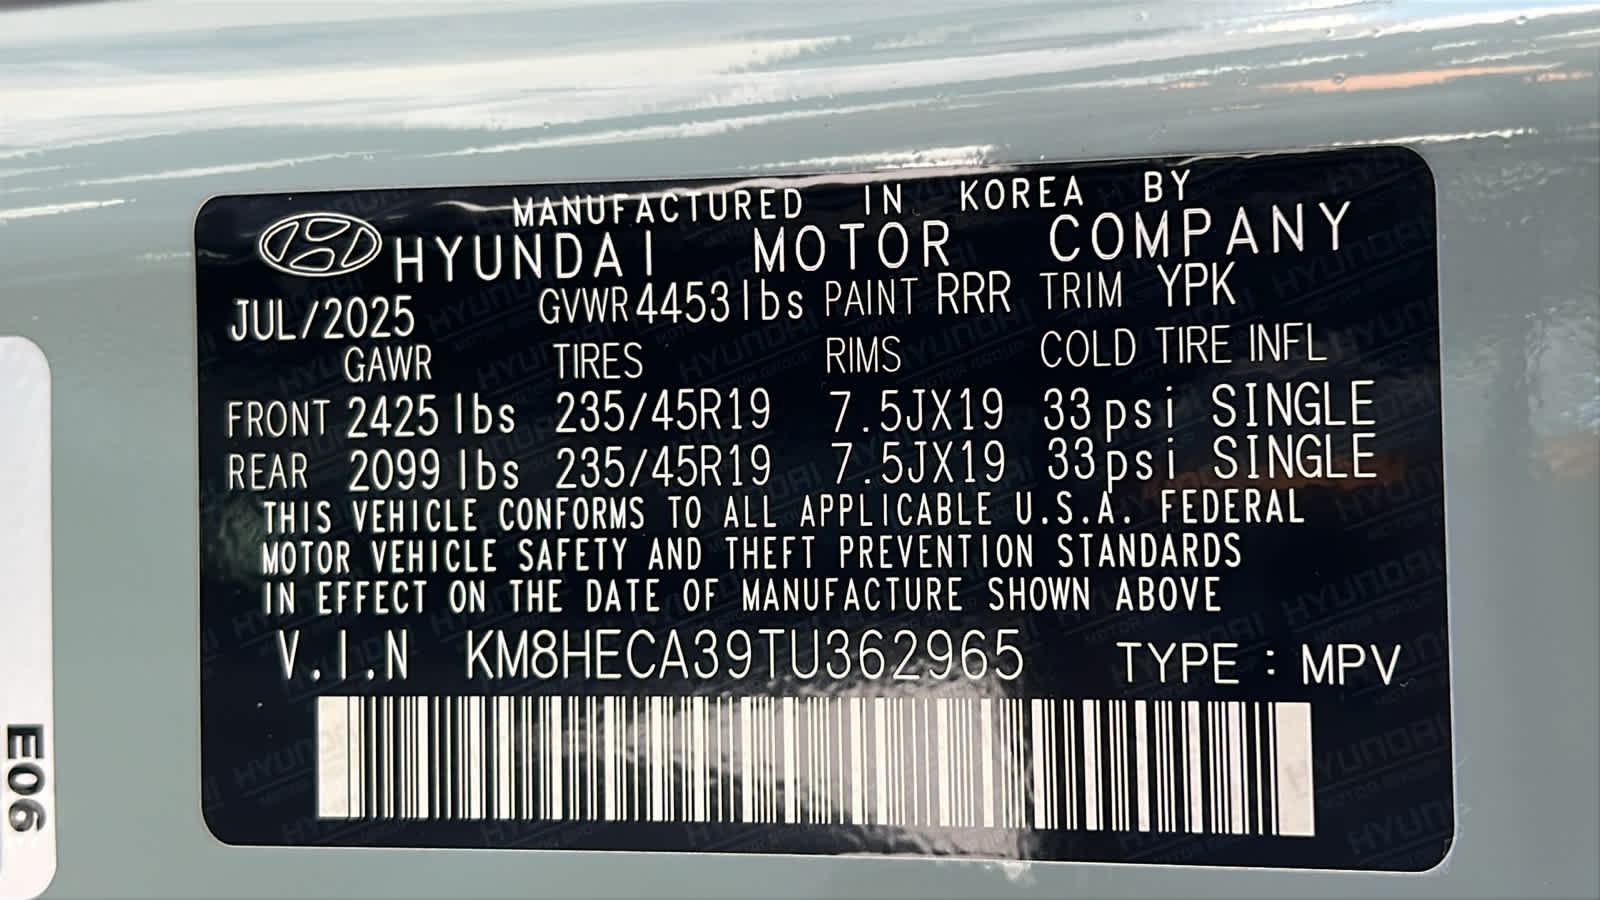 MANUFACTURED IN KOREA BY
HYUNDAI MOTOR COMPANY
JUL/2025 GVWR 4453lbs PAINT RRR TRIM YPK
GAWR TIRES RIMS COLD TIRE INFL
FRONT 2425 lbs 235/45R19 7.5JX19 33psi SINGLE
REAR 2099 lbs 235/45R19 7.5JX19 33psi SINGLE
THIS VEHICLE CONFORMS TO ALL APPLICABLE U.S.A. FEDERAL
MOTOR VEHICLE SAFETY AND THEFT PREVENTION STANDARDS
IN EFFECT ON THE DATE OF MANUFACTURE SHOWN ABOVE
V.I.N KM8HECA39TU362965 TYPE : MPV
E06